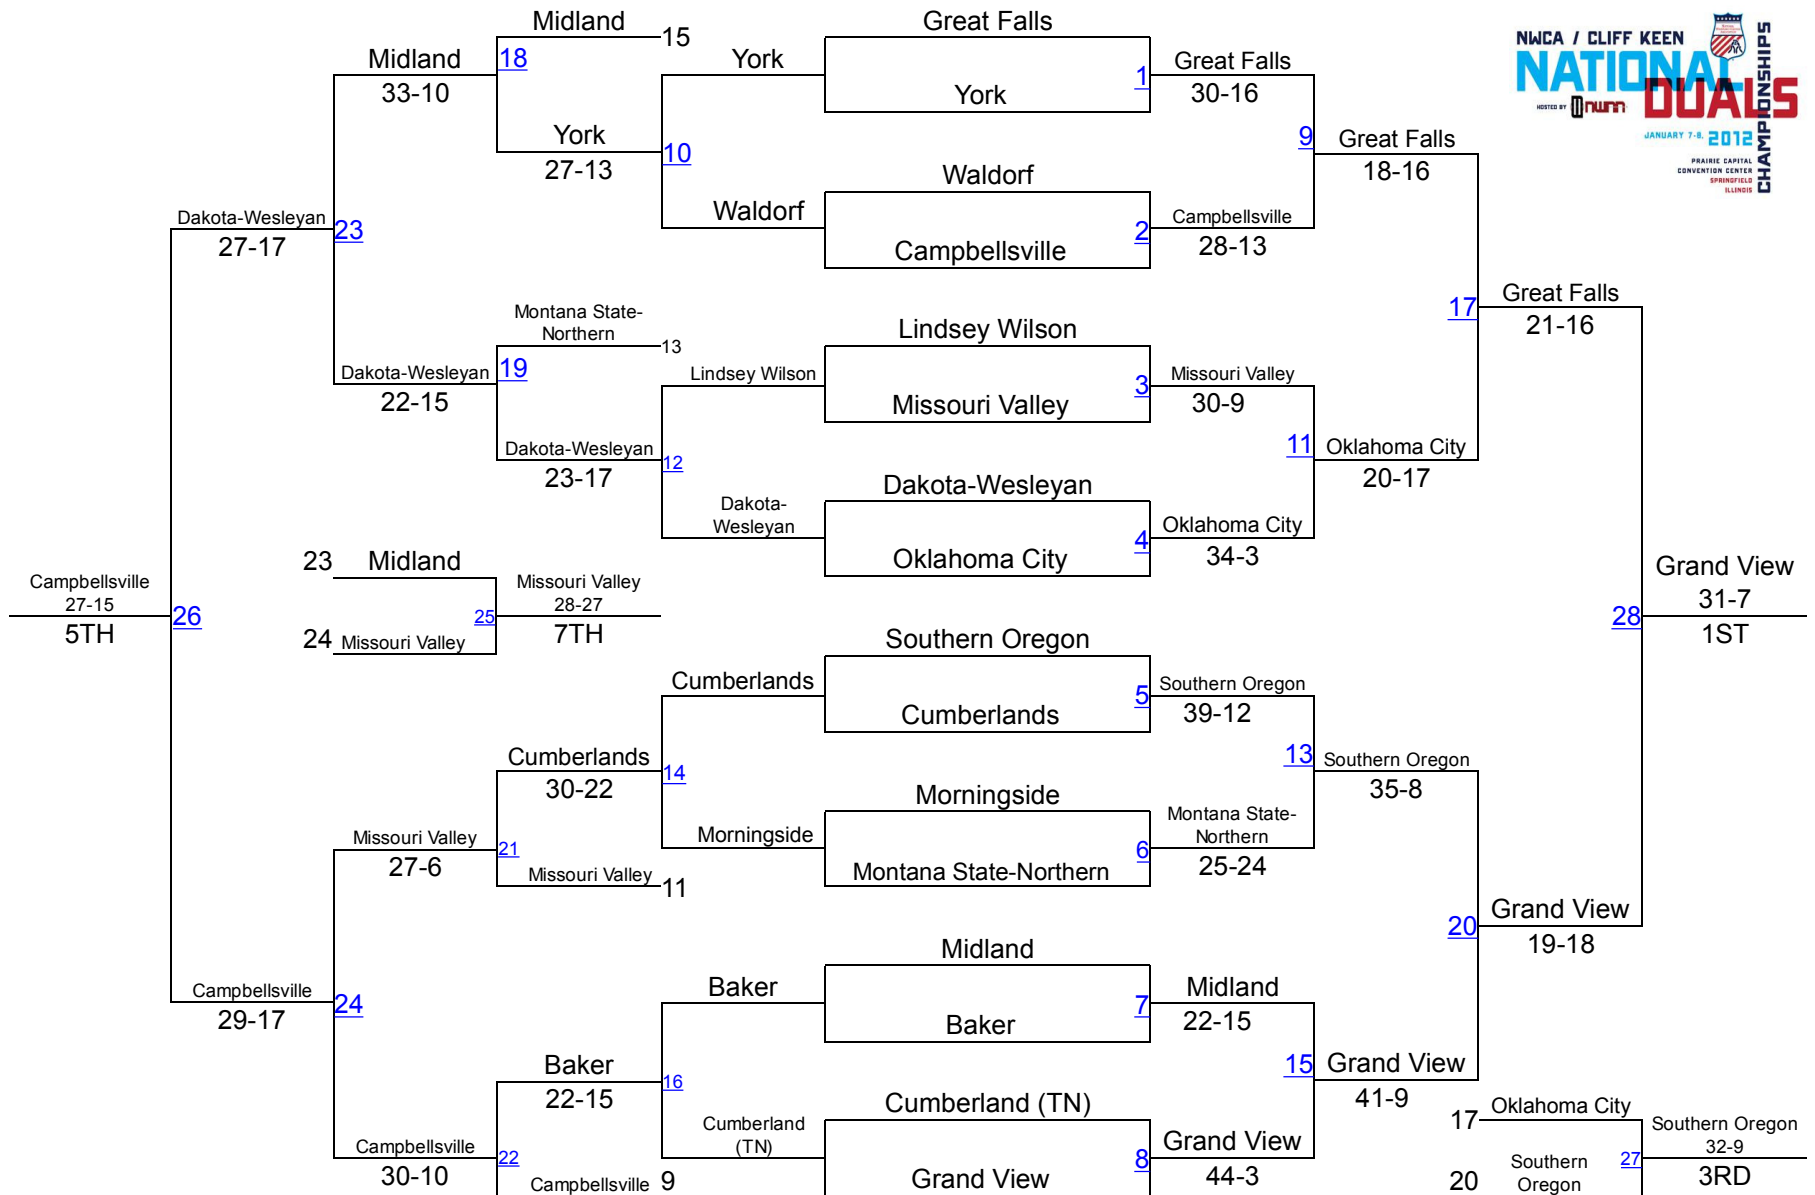 Midland
15
18
Midland
33-10
York
27-13
York
10
Waldorf
Great Falls
1
York
Great Falls
30-16
Waldorf
2
Campbellsville
Campbellsville
28-13
9
Great Falls
18-16
NWCA / CLIFF KEEN
NATIONAL
DUALS
CHAMPIONSHIPS
HOSTED BY nwnn
JANUARY 7-8, 2012
PRAIRIE CAPITAL
CONVENTION CENTER
SPRINGFIELD
ILLINOIS
Dakota-Wesleyan
27-17
23
Montana State-
Northern
13
19
Dakota-Wesleyan
22-15
Dakota-Wesleyan
23-17
Lindsey Wilson
12
Dakota-
Wesleyan
Lindsey Wilson
3
Missouri Valley
Missouri Valley
30-9
Dakota-Wesleyan
4
Oklahoma City
Oklahoma City
34-3
11
Oklahoma City
20-17
17
Great Falls
21-16
Campbellsville
27-15
5TH
26
23
Midland
24
Missouri Valley
25
Missouri Valley
28-27
7TH
Grand View
31-7
1ST
28
Cumberlands
Southern Oregon
5
Cumberlands
Southern Oregon
39-12
Cumberlands
30-22
14
Morningside
Morningside
6
Montana State-Northern
Montana State-
Northern
25-24
13
Southern Oregon
35-8
Missouri Valley
27-6
21
Missouri Valley
11
20
Grand View
19-18
Campbellsville
29-17
24
Baker
Midland
7
Baker
Midland
22-15
Baker
22-15
16
Cumberland
(TN)
Cumberland (TN)
8
Grand View
Grand View
44-3
15
Grand View
41-9
Campbellsville
30-10
22
Campbellsville
9
17
Oklahoma City
20
Southern
Oregon
27
Southern Oregon
32-9
3RD